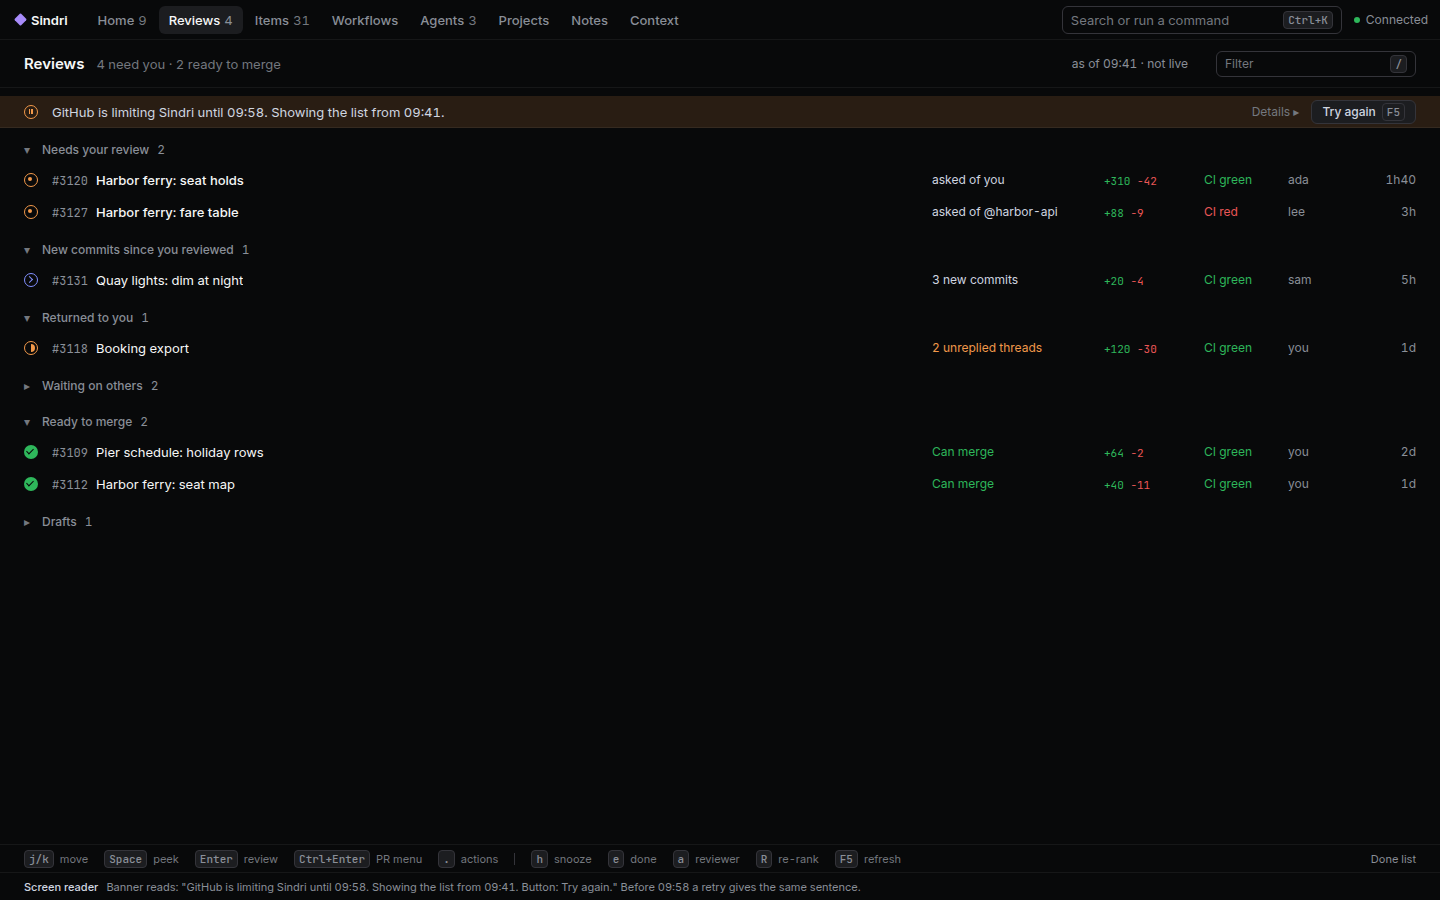 Sindri Home 9 Reviews 4 Items 31 Workflows Agents 3 Projects Notes Context Search or run a command Ctrl+K Connected
Reviews 4 need you · 2 ready to merge as of 09:41 · not live Filter /
GitHub is limiting Sindri until 09:58. Showing the list from 09:41. Details ▸ Try again F5
▾ Needs your review 2
#3120 Harbor ferry: seat holds asked of you +310 -42 CI green ada 1h40
#3127 Harbor ferry: fare table asked of @harbor-api +88 -9 CI red lee 3h
▾ New commits since you reviewed 1
#3131 Quay lights: dim at night 3 new commits +20 -4 CI green sam 5h
▾ Returned to you 1
#3118 Booking export 2 unreplied threads +120 -30 CI green you 1d
▸ Waiting on others 2
▾ Ready to merge 2
#3109 Pier schedule: holiday rows Can merge +64 -2 CI green you 2d
#3112 Harbor ferry: seat map Can merge +40 -11 CI green you 1d
▸ Drafts 1
j/k move Space peek Enter review Ctrl+Enter PR menu . actions h snooze e done a reviewer R re-rank F5 refresh Done list
Screen reader Banner reads: "GitHub is limiting Sindri until 09:58. Showing the list from 09:41. Button: Try again." Before 09:58 a retry gives the same sentence.